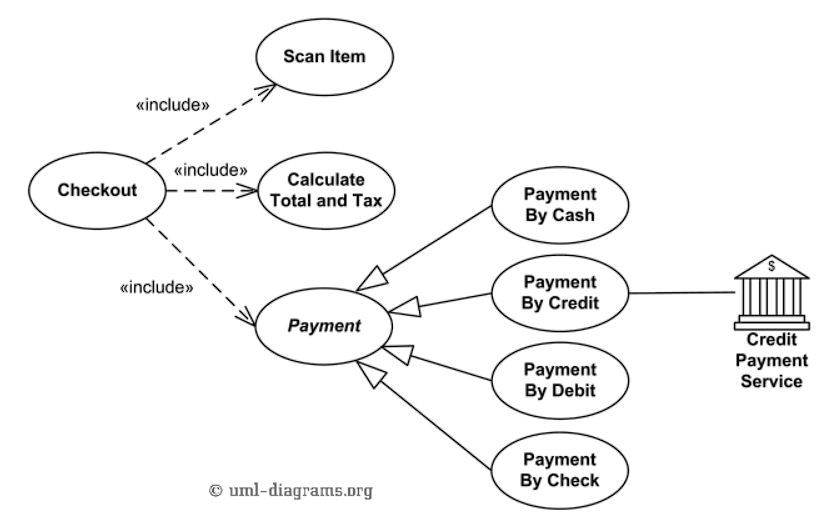 Scan Item
«include»
«include»
Checkout
Calculate
Total and Tax
Payment
By Cash
«include»
Payment
Payment
By Credit
$
Credit
Payment
Service
Payment
By Debit
Payment
By Check
© uml-diagrams.org